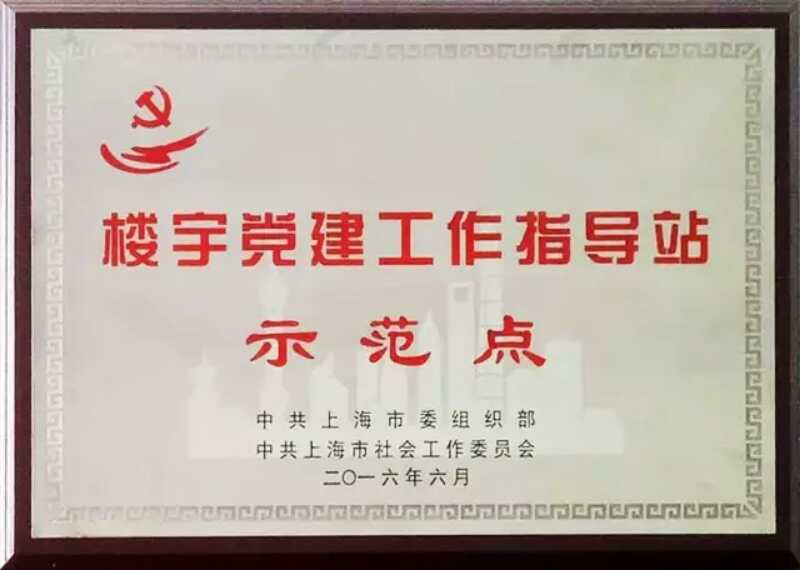 楼宇党建工作指导站
示范点
中共上海市委组织部
中共上海市社会工作委员会
二〇一六年六月